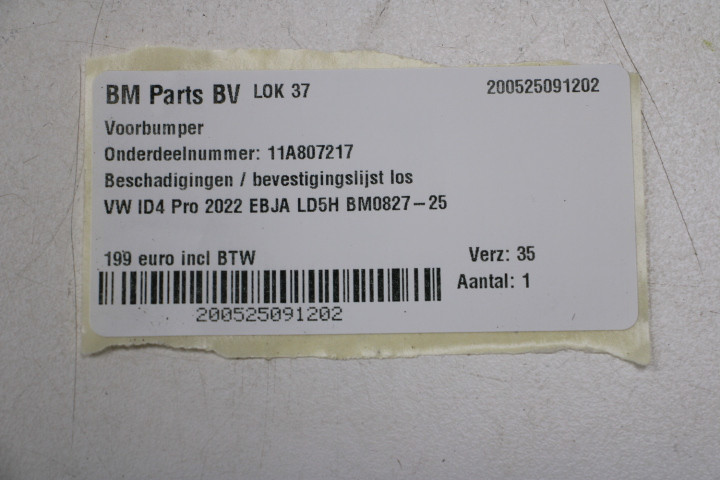 BM Parts BV LOK 37 200525091202
Voorbumper
Onderdeelnummer: 11A807217
Beschadigingen / bevestigingslijst los
VW ID4 Pro 2022 EBJA LD5H BM0827-25
199 euro incl BTW Verz: 35
Aantal: 1
200525091202